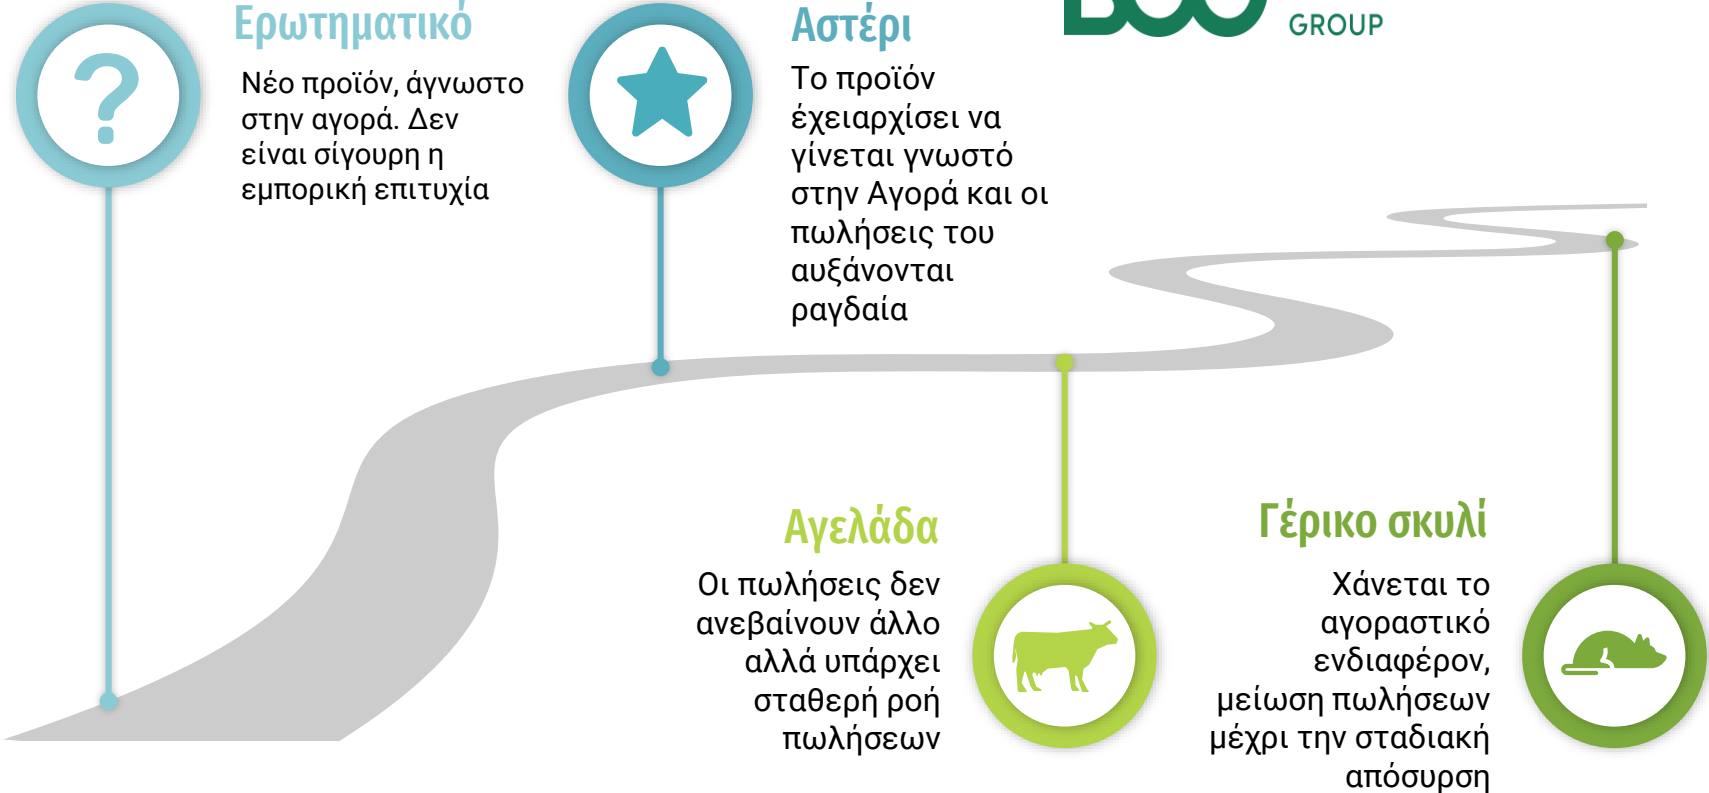 Ερωτηματικό
Νέο προϊόν, άγνωστο
στην αγορά. Δεν
είναι σίγουρη η
εμπορική επιτυχία
Αστέρι
Το προϊόν
έχειαρχίσει να
γίνεται γνωστό
στην Αγορά και οι
πωλήσεις του
αυξάνονται
ραγδαία
GROUP
Αγελάδα
Οι πωλήσεις δεν
ανεβαίνουν άλλο
αλλά υπάρχει
σταθερή ροή
πωλήσεων
Γέρικο σκυλί
Χάνεται το
αγοραστικό
ενδιαφέρον,
μείωση πωλήσεων
μέχρι την σταδιακή
απόσυρση